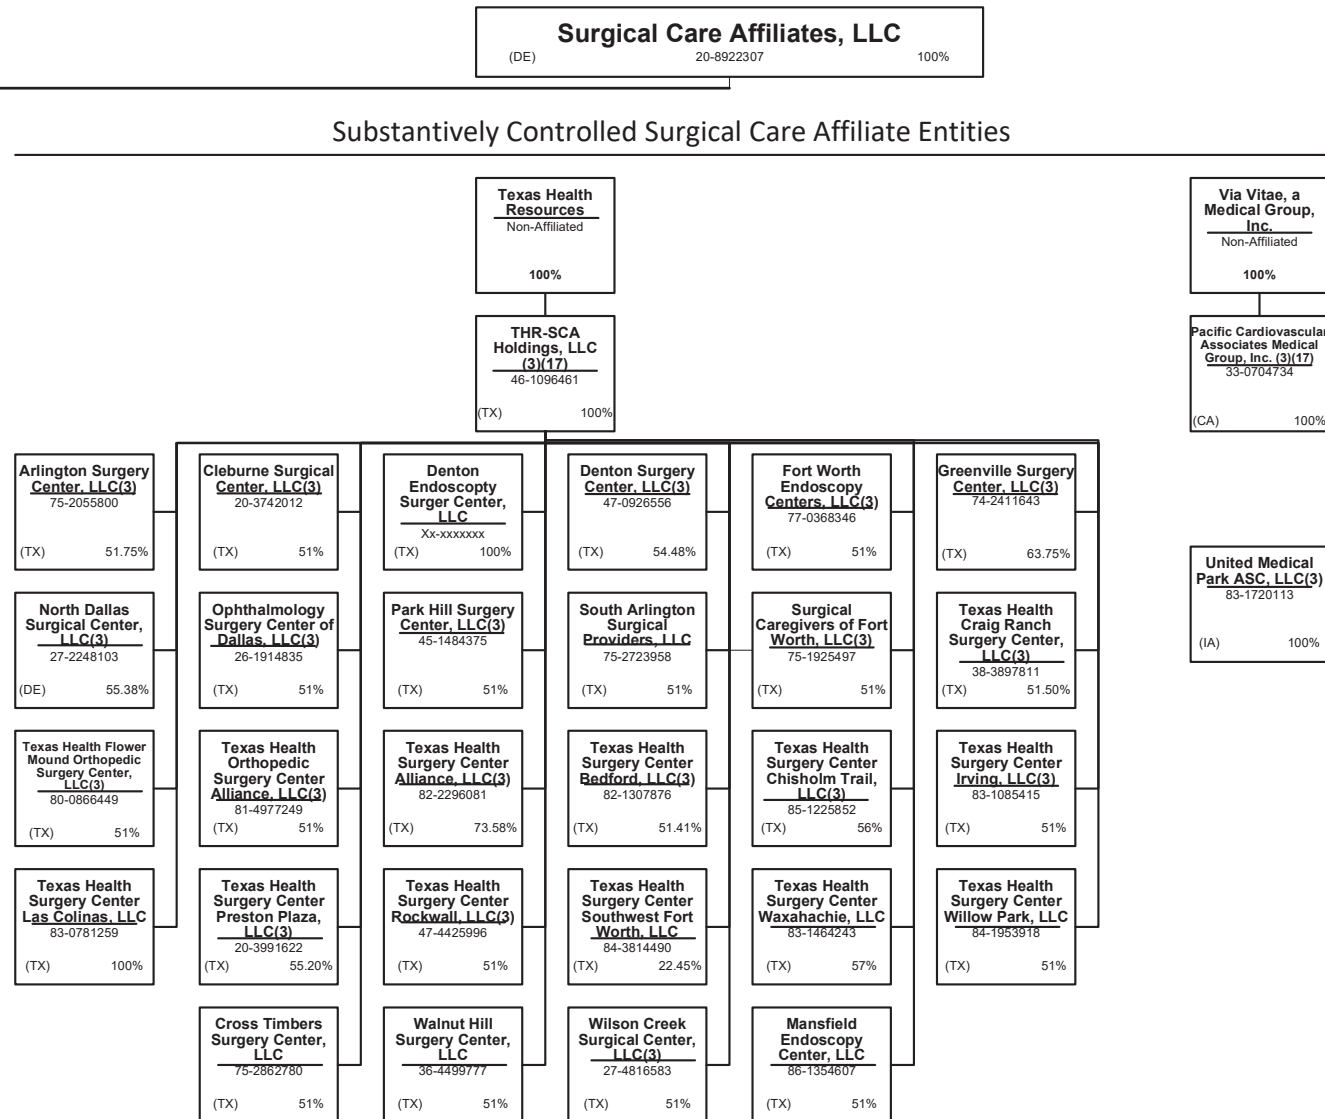 Surgical Care Affiliates, LLC
(DE) 20-8922307 100%
Substantively Controlled Surgical Care Affiliate Entities
Texas Health
Resources
Non-Affiliated
100%
Via Vitae, a
Medical Group,
Inc.
Non-Affiliated
100%
THR-SCA
Holdings, LLC
(3)(17)
46-1096461
(TX) 100%
Pacific Cardiovascular
Associates Medical
Group, Inc. (3)(17)
33-0704734
(CA) 100%
Arlington Surgery
Center, LLC(3)
75-2055800
(TX) 51.75%
Cleburne Surgical
Center, LLC(3)
20-3742012
(TX) 51%
Denton
Endoscopty
Surger Center,
LLC
Xx-xxxxxxx
(TX) 100%
Denton Surgery
Center, LLC(3)
47-0926556
(TX) 54.48%
Fort Worth
Endoscopy
Centers, LLC(3)
77-0368346
(TX) 51%
Greenville Surgery
Center, LLC(3)
74-2411643
(TX) 63.75%
United Medical
Park ASC, LLC(3)
83-1720113
(IA) 100%
North Dallas
Surgical Center,
LLC(3)
27-2248103
(DE) 55.38%
Ophthalmology
Surgery Center of
Dallas, LLC(3)
26-1914835
(TX) 51%
Park Hill Surgery
Center, LLC(3)
45-1484375
(TX) 51%
South Arlington
Surgical
Providers, LLC
75-2723958
(TX) 51%
Surgical
Caregivers of Fort
Worth, LLC(3)
75-1925497
(TX) 51%
Texas Health
Craig Ranch
Surgery Center,
LLC(3)
38-3897811
(TX) 51.50%
Texas Health Flower
Mound Orthopedic
Surgery Center,
LLC(3)
80-0866449
(TX) 51%
Texas Health
Orthopedic
Surgery Center
Alliance, LLC(3)
81-4977249
(TX) 51%
Texas Health
Surgery Center
Alliance, LLC(3)
82-2296081
(TX) 73.58%
Texas Health
Surgery Center
Bedford, LLC(3)
82-1307876
(TX) 51.41%
Texas Health
Surgery Center
Chisholm Trail,
LLC(3)
85-1225852
(TX) 56%
Texas Health
Surgery Center
Irving, LLC(3)
83-1085415
(TX) 51%
Texas Health
Surgery Center
Las Colinas, LLC
83-0781259
(TX) 100%
Texas Health
Surgery Center
Preston Plaza,
LLC(3)
20-3991622
(TX) 55.20%
Texas Health
Surgery Center
Rockwall, LLC(3)
47-4425996
(TX) 51%
Texas Health
Surgery Center
Southwest Fort
Worth, LLC
84-3814490
(TX) 22.45%
Texas Health
Surgery Center
Waxahachie, LLC
83-1464243
(TX) 57%
Texas Health
Surgery Center
Willow Park, LLC
84-1953918
(TX) 51%
Cross Timbers
Surgery Center,
LLC
75-2862780
(TX) 51%
Walnut Hill
Surgery Center,
LLC
36-4499777
(TX) 51%
Wilson Creek
Surgical Center,
LLC(3)
27-4816583
(TX) 51%
Mansfield
Endoscopy
Center, LLC
86-1354607
(TX) 51%